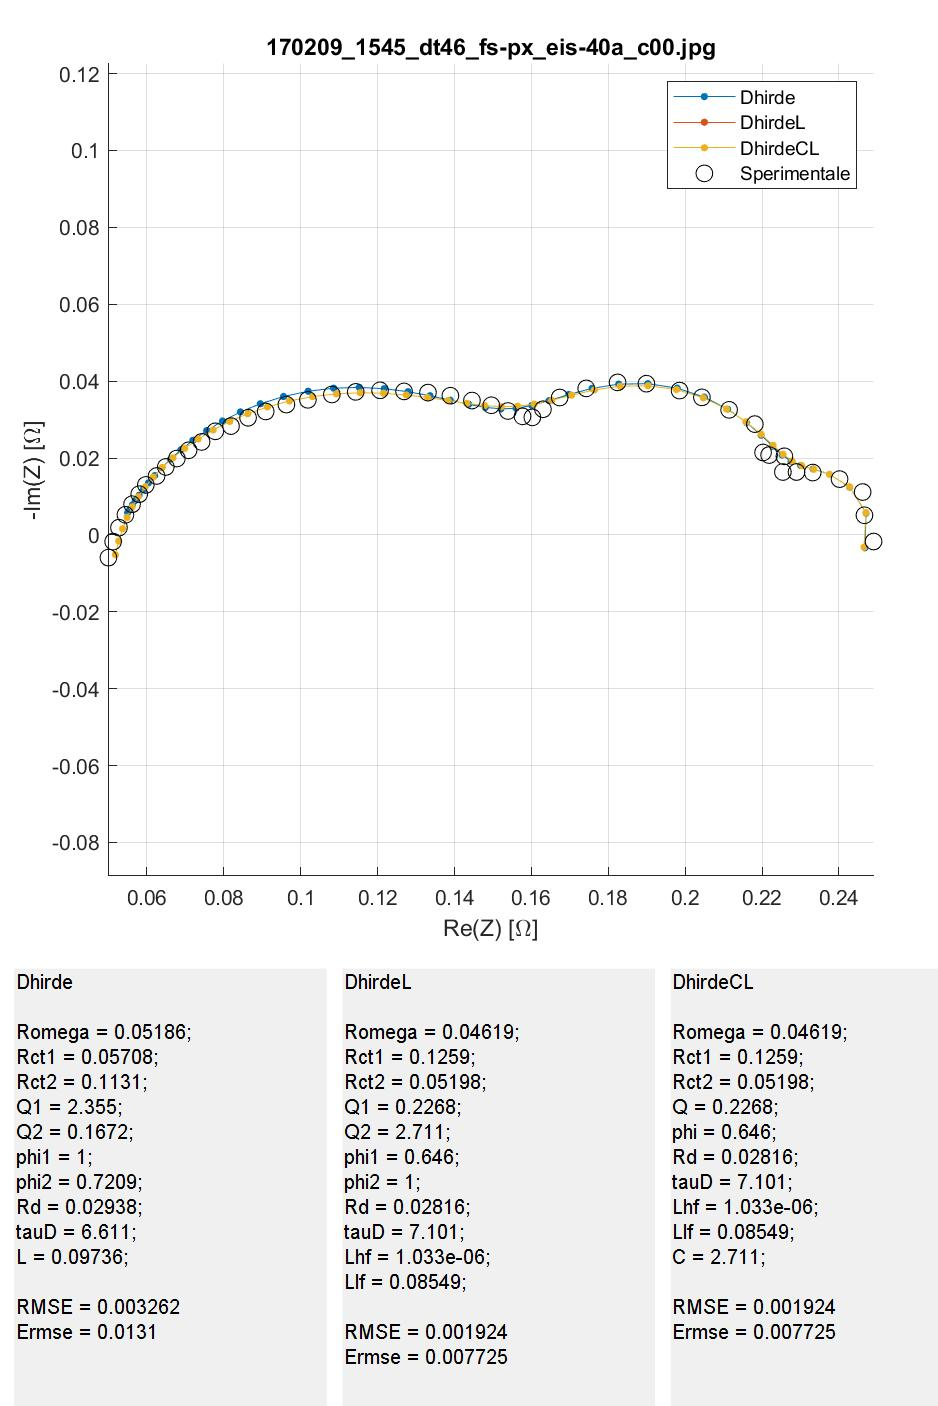 170209_1545_dt46_fs-px_eis-40a_c00.jpg
0.12
0.1
0.08
0.06
0.04
0.02
0
-0.02
-0.04
-0.06
-0.08
-Im(Z) [Ω]
Dhirde
DhirdeL
DhirdeCL
Sperimentale
0.06 0.08 0.1 0.12 0.14 0.16 0.18 0.2 0.22 0.24
Re(Z) [Ω]
Dhirde
Romega = 0.05186;
Rct1 = 0.05708;
Rct2 = 0.1131;
Q1 = 2.355;
Q2 = 0.1672;
phi1 = 1;
phi2 = 0.7209;
Rd = 0.02938;
tauD = 6.611;
L = 0.09736;
RMSE = 0.003262
Ermse = 0.0131
DhirdeL
Romega = 0.04619;
Rct1 = 0.1259;
Rct2 = 0.05198;
Q1 = 0.2268;
Q2 = 2.711;
phi1 = 0.646;
phi2 = 1;
Rd = 0.02816;
tauD = 7.101;
Lhf = 1.033e-06;
Llf = 0.08549;
RMSE = 0.001924
Ermse = 0.007725
DhirdeCL
Romega = 0.04619;
Rct1 = 0.1259;
Rct2 = 0.05198;
Q = 0.2268;
phi = 0.646;
Rd = 0.02816;
tauD = 7.101;
Lhf = 1.033e-06;
Llf = 0.08549;
C = 2.711;
RMSE = 0.001924
Ermse = 0.007725